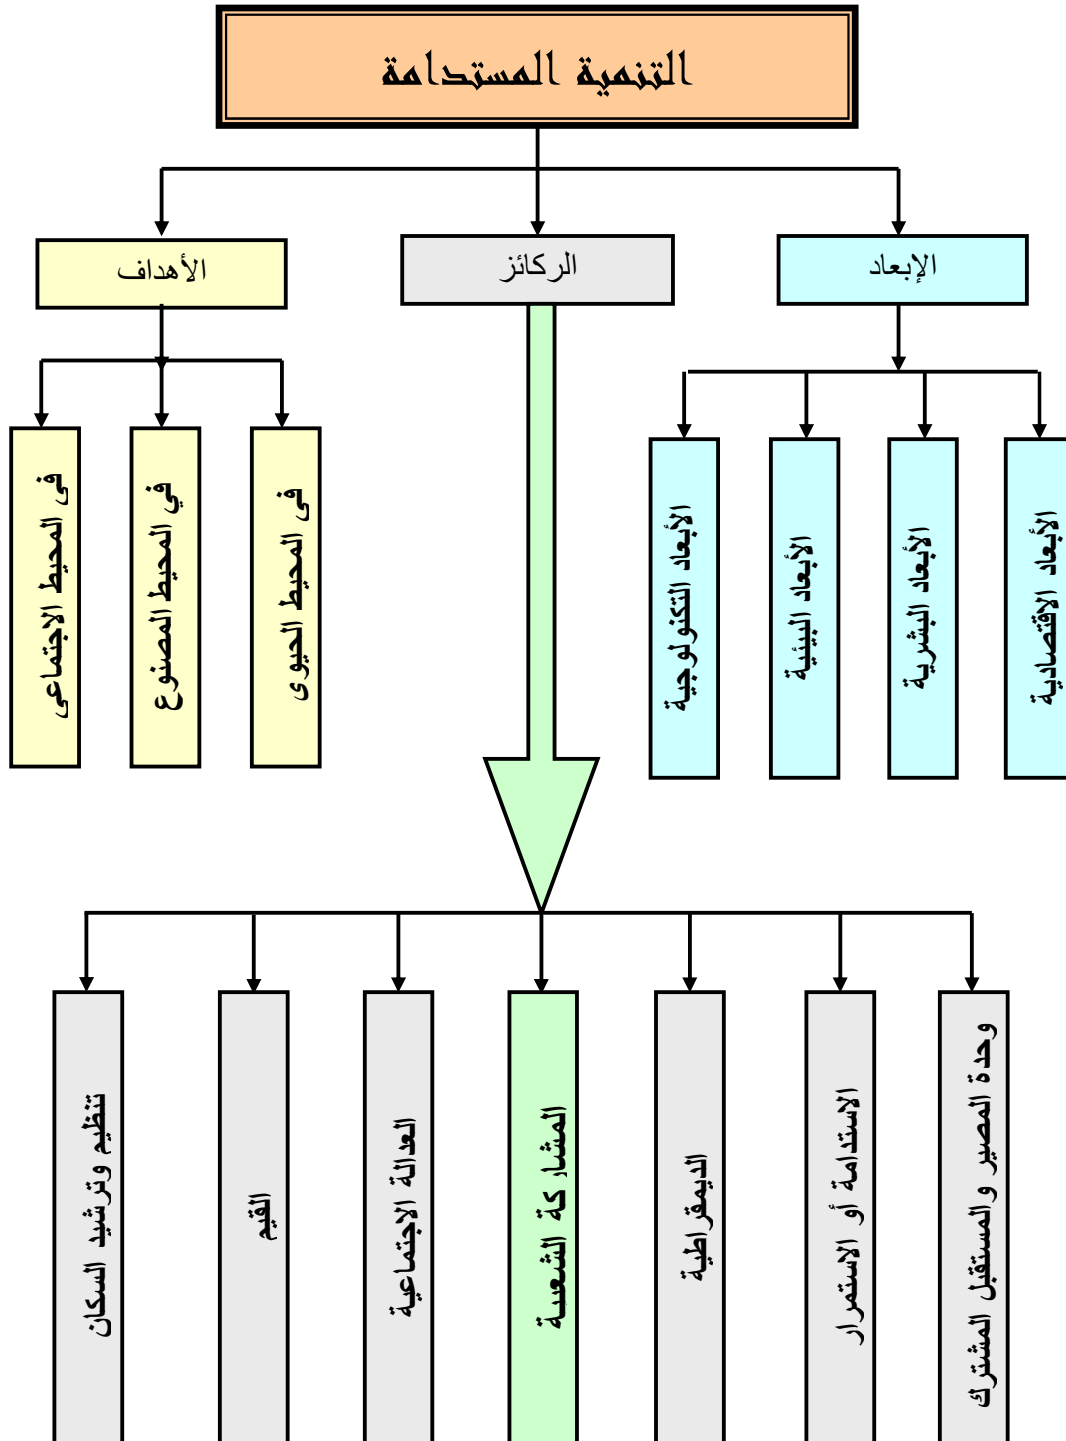 التنمية المستدامة
الإبعاد
الركائز
الأهداف
الأبعاد الاقتصادية
الأبعاد البشرية
الأبعاد البيئية
الأبعاد التكنولوجية
فى المحيط الحيوى
في المحيط المصنوع
فى المحيط الاجتماعى
وحدة المصير والمستقبل المشترك
الاستدامة أو الاستمرار
الديمقراطية
المشاركة الشعبية
العدالة الاجتماعية
القيم
تنظيم وترشيد السكان